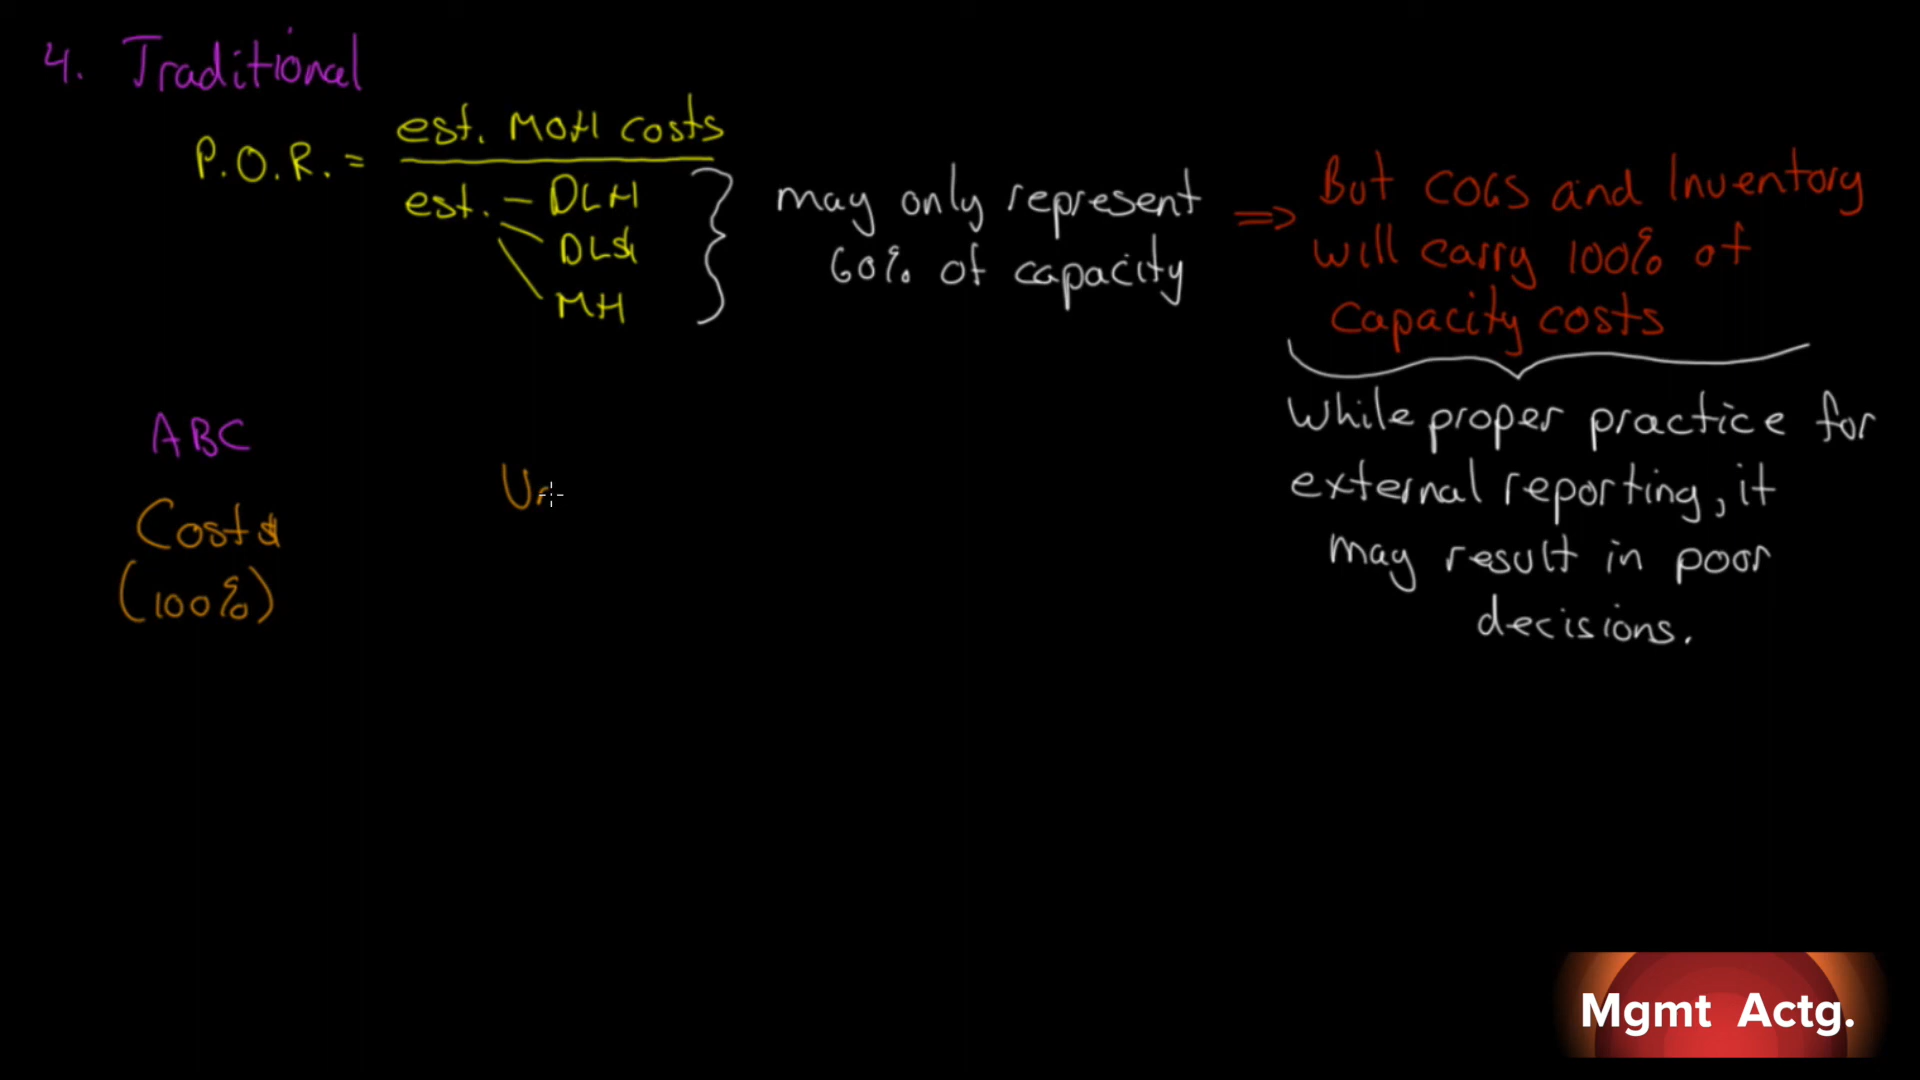 4. Traditional
P.O.R. = est. MOH costs
est. – DLH
DL$
MH
may only represent
60% of capacity
⇒ But COGS and Inventory
will carry 100% of
capacity costs
While proper practice for
external reporting, it
may result in poor
decisions.
ABC
Cost$
(100%)
Un
Mgmt Actg.